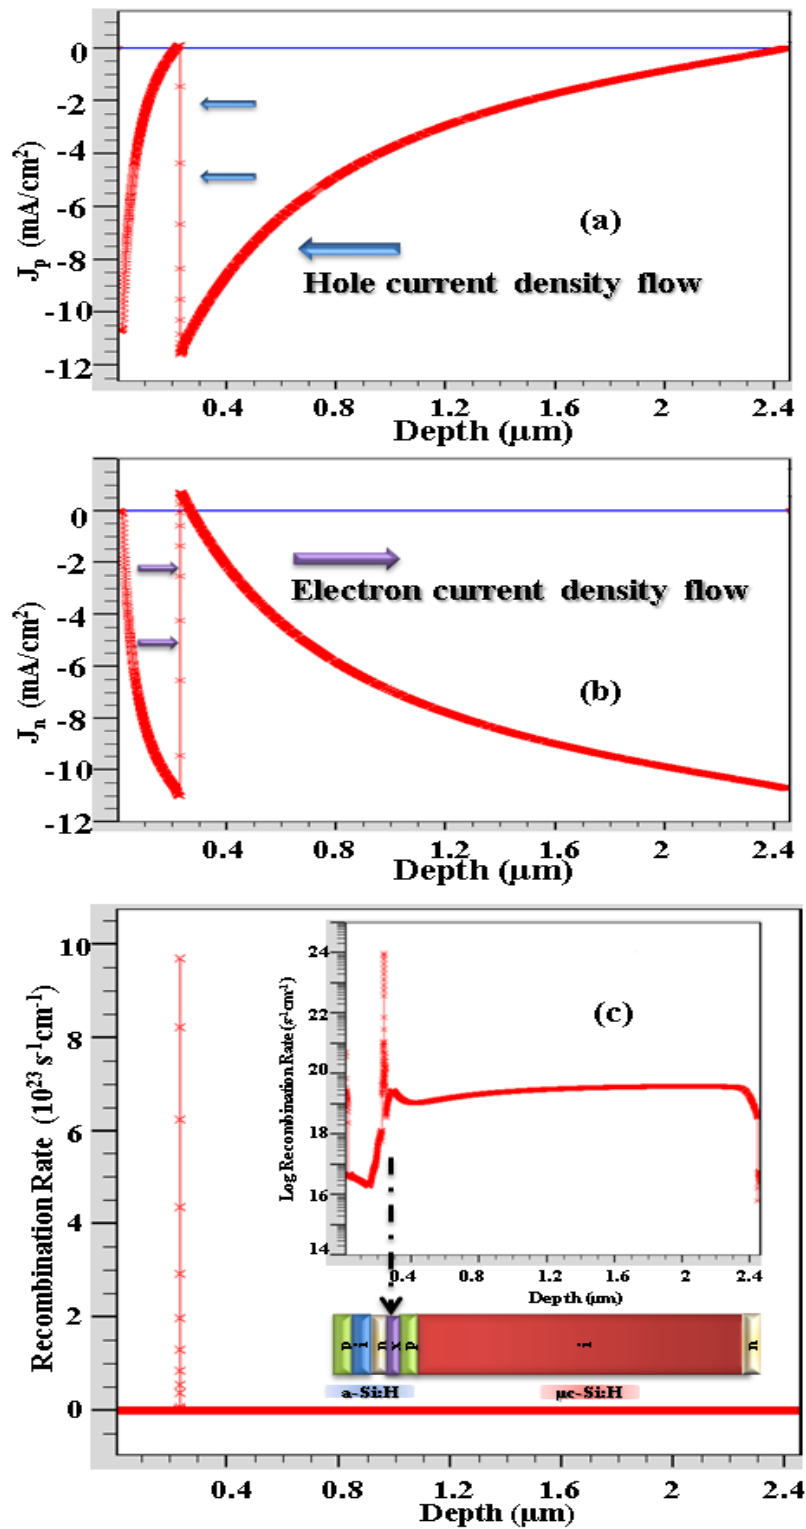 0
-2
-4
-6
-8
-10
-12
Jp (mA/cm²)
(a)
Hole current density flow
0.4 0.8 1.2 1.6 2 2.4
Depth (μm)
0
-2
-4
-6
-8
-10
-12
Jn (mA/cm²)
Electron current density flow
(b)
0.4 0.8 1.2 1.6 2 2.4
Depth (μm)
10
8
6
4
2
0
Recombination Rate (10²³ s⁻¹cm⁻¹)
24
22
20
18
16
14
Log Recombination Rate (s⁻¹cm⁻¹)
(c)
0.4 0.8 1.2 1.6 2 2.4
Depth (μm)
p i n x p i n
a-Si:H μc-Si:H
0.4 0.8 1.2 1.6 2 2.4
Depth (μm)